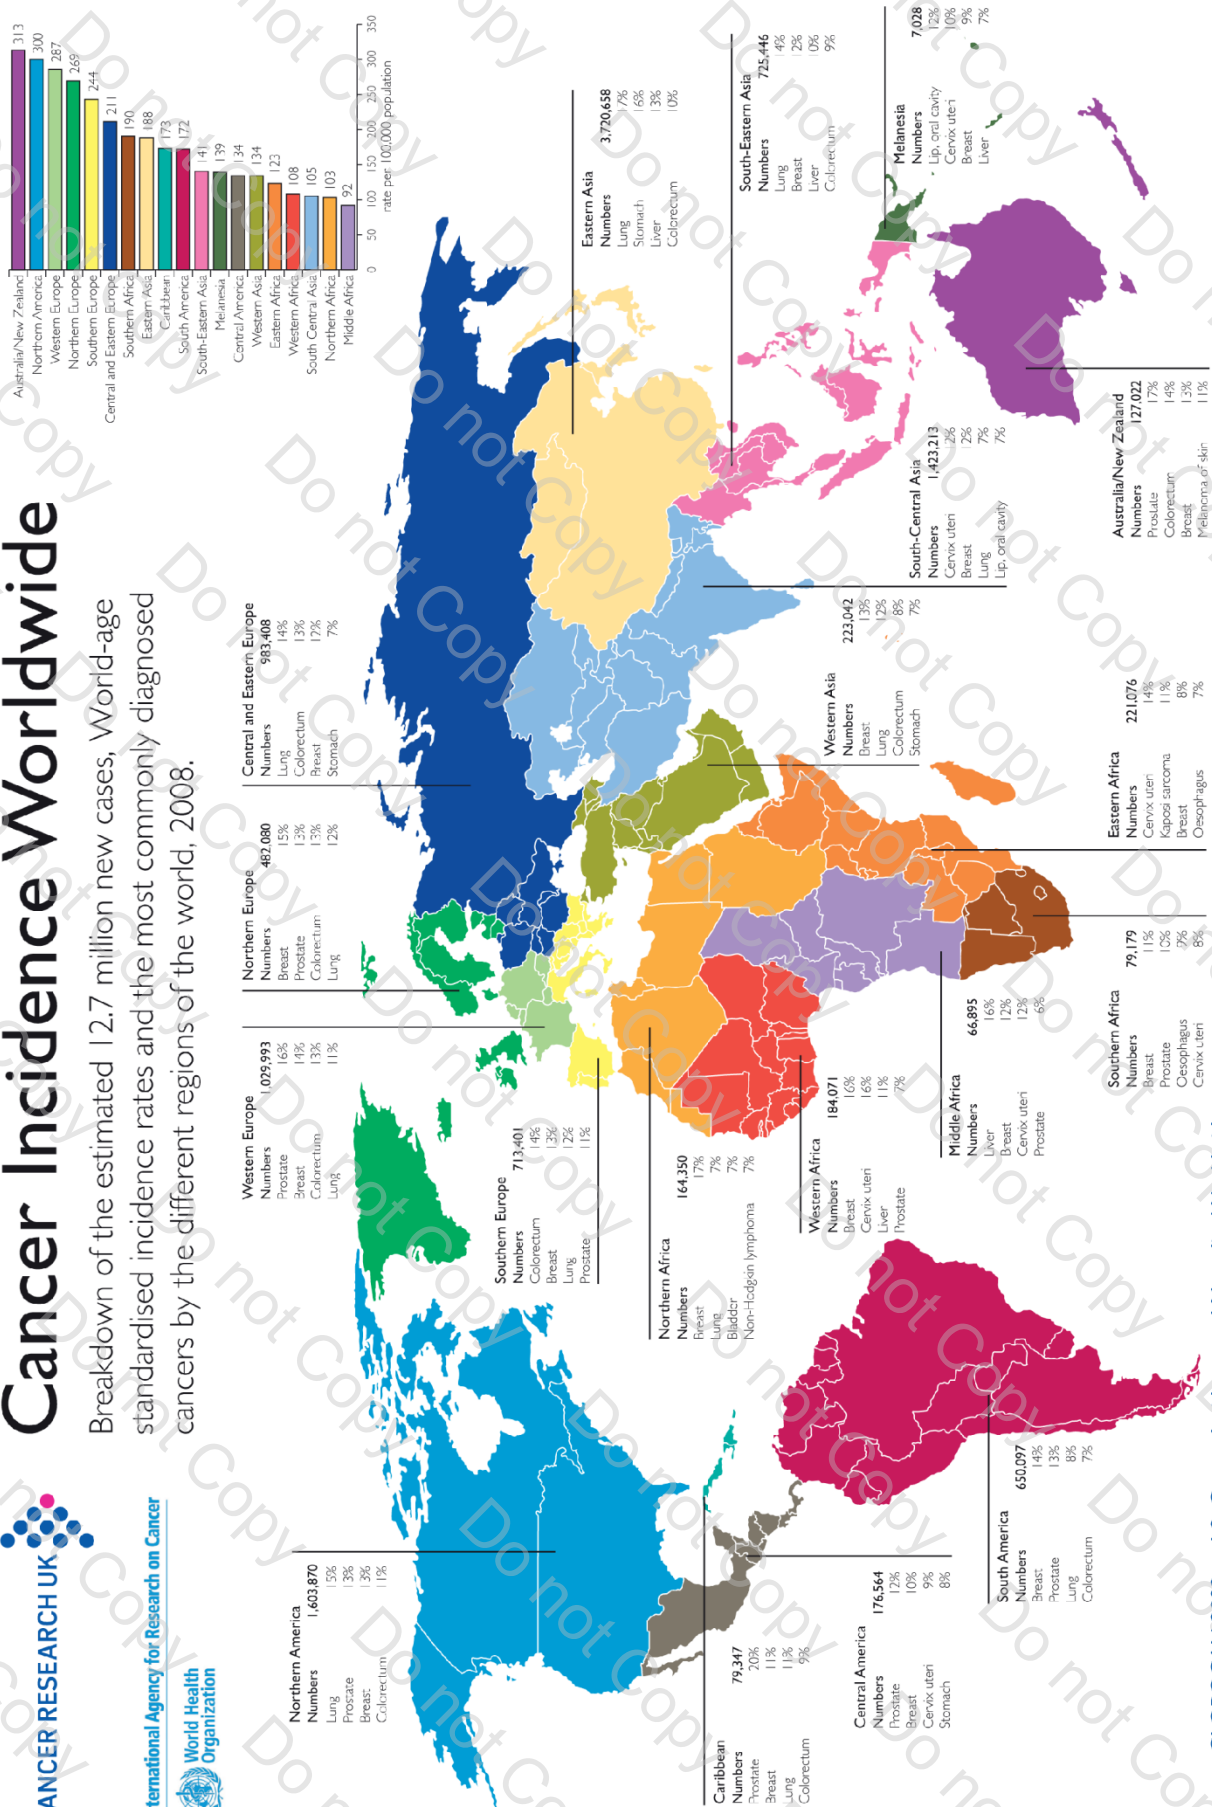 CANCER RESEARCH UK
International Agency for Research on Cancer
World Health
Organization
Cancer Incidence Worldwide
Breakdown of the estimated 12.7 million new cases, World-age
standardised incidence rates and the most commonly diagnosed
cancers by the different regions of the world, 2008.
Australia/New Zealand 313
Northern America 300
Western Europe 287
Northern Europe 269
Southern Europe 244
Central and Eastern Europe 211
Southern Africa 190
Eastern Asia 188
Caribbean 173
South America 172
South-Eastern Asia 141
Melanesia 139
Central America 134
Western Asia 134
Eastern Africa 123
Western Africa 108
South Central Asia 105
Northern Africa 103
Middle Africa 92
0 50 100 150 200 250 300 350
rate per 100,000 population
Northern America
Numbers 1,603,870
Lung 15%
Prostate 13%
Breast 13%
Colorectum 11%
Western Europe
Numbers 1,029,993
Prostate 16%
Breast 14%
Colorectum 13%
Lung 11%
Northern Europe
Numbers 482,080
Breast 15%
Prostate 13%
Colorectum 13%
Lung 12%
Central and Eastern Europe
Numbers 983,408
Lung 14%
Colorectum 13%
Breast 12%
Stomach 7%
Southern Europe
Numbers 713,401
Colorectum 14%
Breast 13%
Lung 12%
Prostate 11%
Eastern Asia
Numbers 3,720,658
Lung 17%
Stomach 16%
Liver 13%
Colorectum 10%
South-Eastern Asia
Numbers 725,446
Lung 14%
Breast 12%
Liver 10%
Colorectum 9%
Melanesia
Numbers 7,028
Lip, oral cavity 12%
Cervix uteri 10%
Breast 9%
Liver 7%
Northern Africa
Numbers 164,350
Breast 17%
Lung 7%
Bladder 7%
Non-Hodgkin lymphoma 7%
Western Africa
Numbers 184,071
Breast 16%
Cervix uteri 16%
Liver 11%
Prostate 7%
Western Asia
Numbers 223,042
Breast 13%
Lung 12%
Colorectum 8%
Stomach 7%
South-Central Asia
Numbers 1,423,213
Cervix uteri 12%
Breast 12%
Lung 7%
Lip, oral cavity 7%
Caribbean
Numbers 79,347
Prostate 20%
Breast 11%
Lung 11%
Colorectum 9%
Central America
Numbers 176,564
Prostate 12%
Breast 10%
Cervix uteri 9%
Stomach 8%
South America
Numbers 650,097
Breast 14%
Prostate 13%
Lung 8%
Colorectum 7%
Middle Africa
Numbers 66,895
Liver 16%
Breast 12%
Cervix uteri 12%
Prostate 6%
Southern Africa
Numbers 79,179
Breast 11%
Prostate 10%
Oesophagus 9%
Cervix uteri 8%
Eastern Africa
Numbers 221,076
Cervix uteri 14%
Kaposi sarcoma 11%
Breast 8%
Oesophagus 7%
Australia/New Zealand
Numbers 127,022
Prostate 17%
Colorectum 14%
Breast 13%
Melanoma of skin 11%
Do not Copy